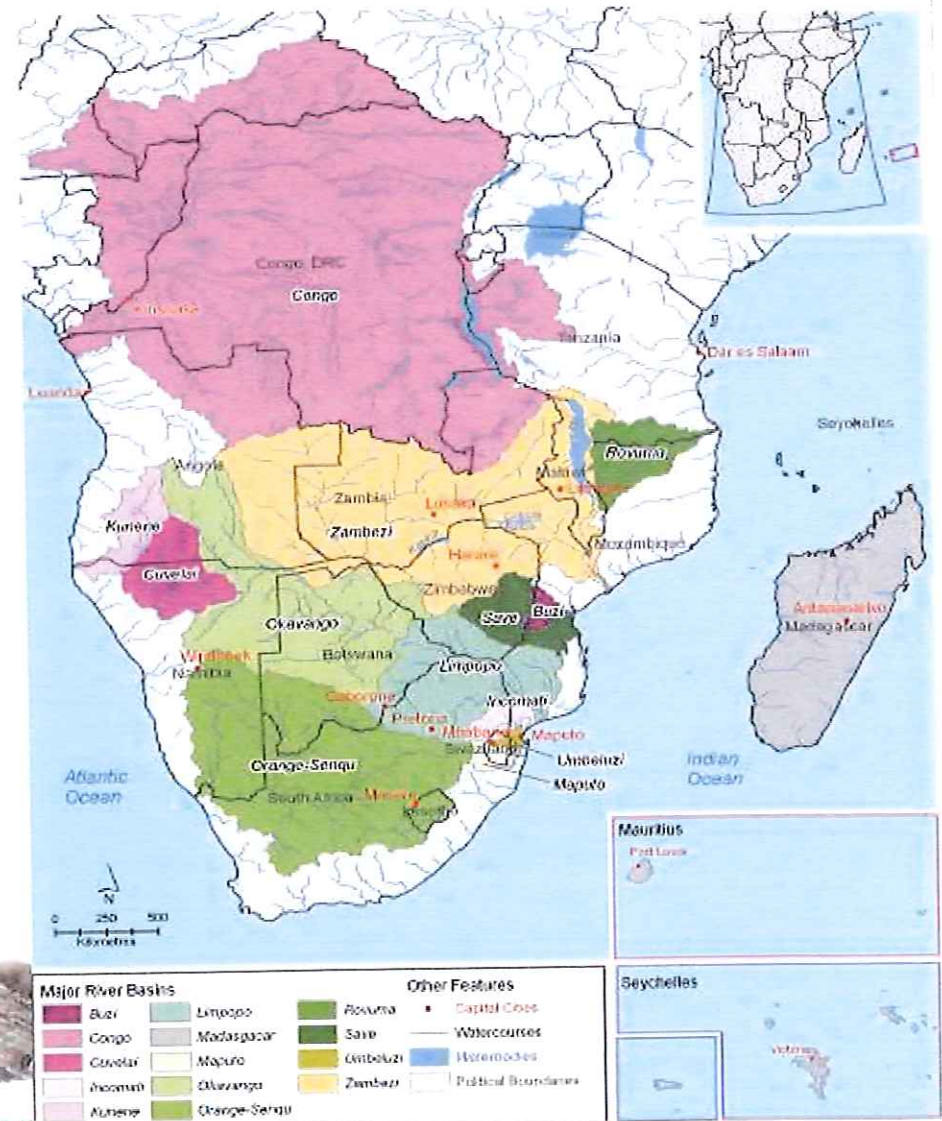 Congo, DRC
Congo
Kinshasa
Tanzania
Dar es Salaam
Luanda
Seychelles
Angola
Rovuma
Malawi
Zambia
Lusaka
Kunene
Zambezi
Mozambique
Harare
Cuvelai
Zimbabwe
Save
Buzi
Okavango
Antananarivo
Madagascar
Botswana
Windhoek
Namibia
Limpopo
Gaborone
Incomati
Pretoria
Mbabane
Maputo
Swaziland
Umbeluzi
Orange-Senqu
Maputo
Indian
Ocean
Atlantic
Ocean
South Africa
Maseru
Lesotho
N
0 250 500
Kilometres
Mauritius
Port Louis
Seychelles
Victoria
Major River Basins
Buzi
Congo
Cuvelai
Incomati
Kunene
Limpopo
Madagascar
Maputo
Okavango
Orange-Senqu
Rovuma
Save
Umbeluzi
Zambezi
Other Features
Capital Cities
Watercourses
Waterbodies
Political Boundaries